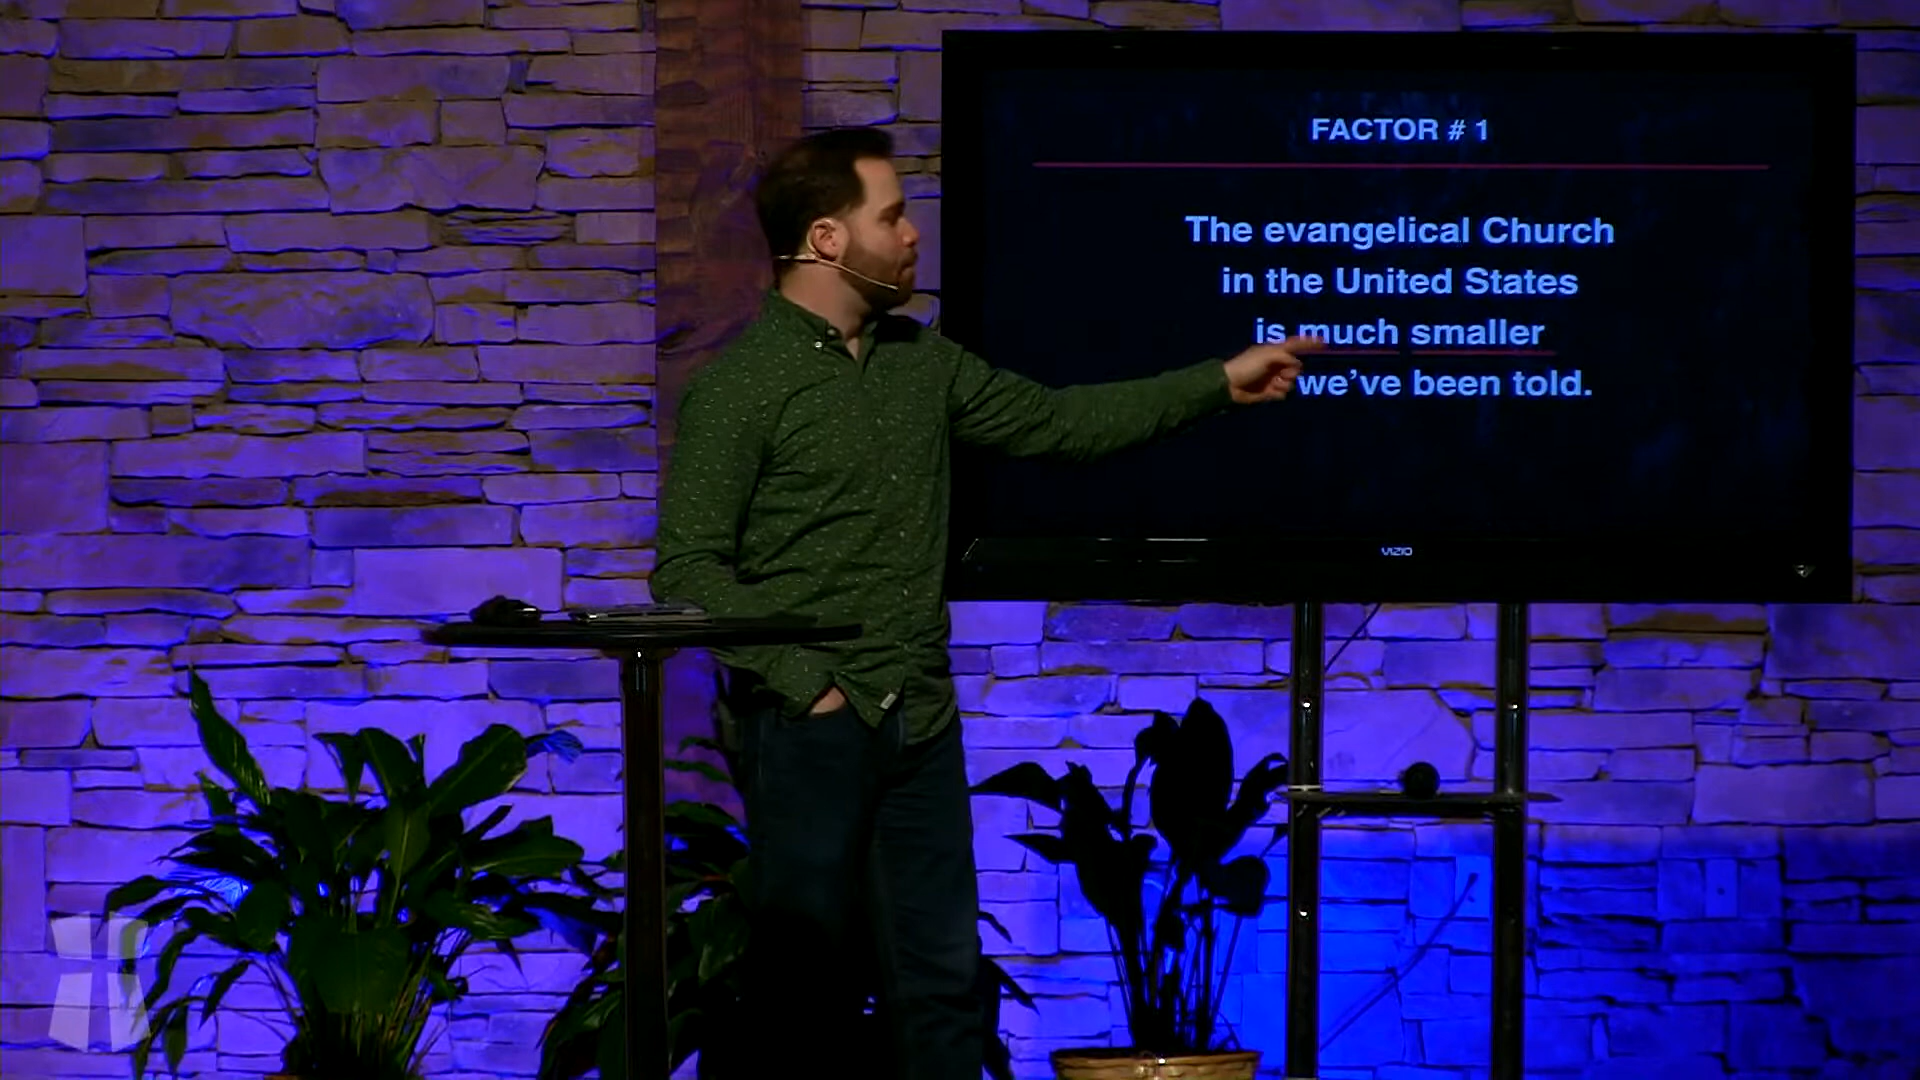 FACTOR # 1
The evangelical Church
in the United States
is much smaller
we've been told.
VIZIO